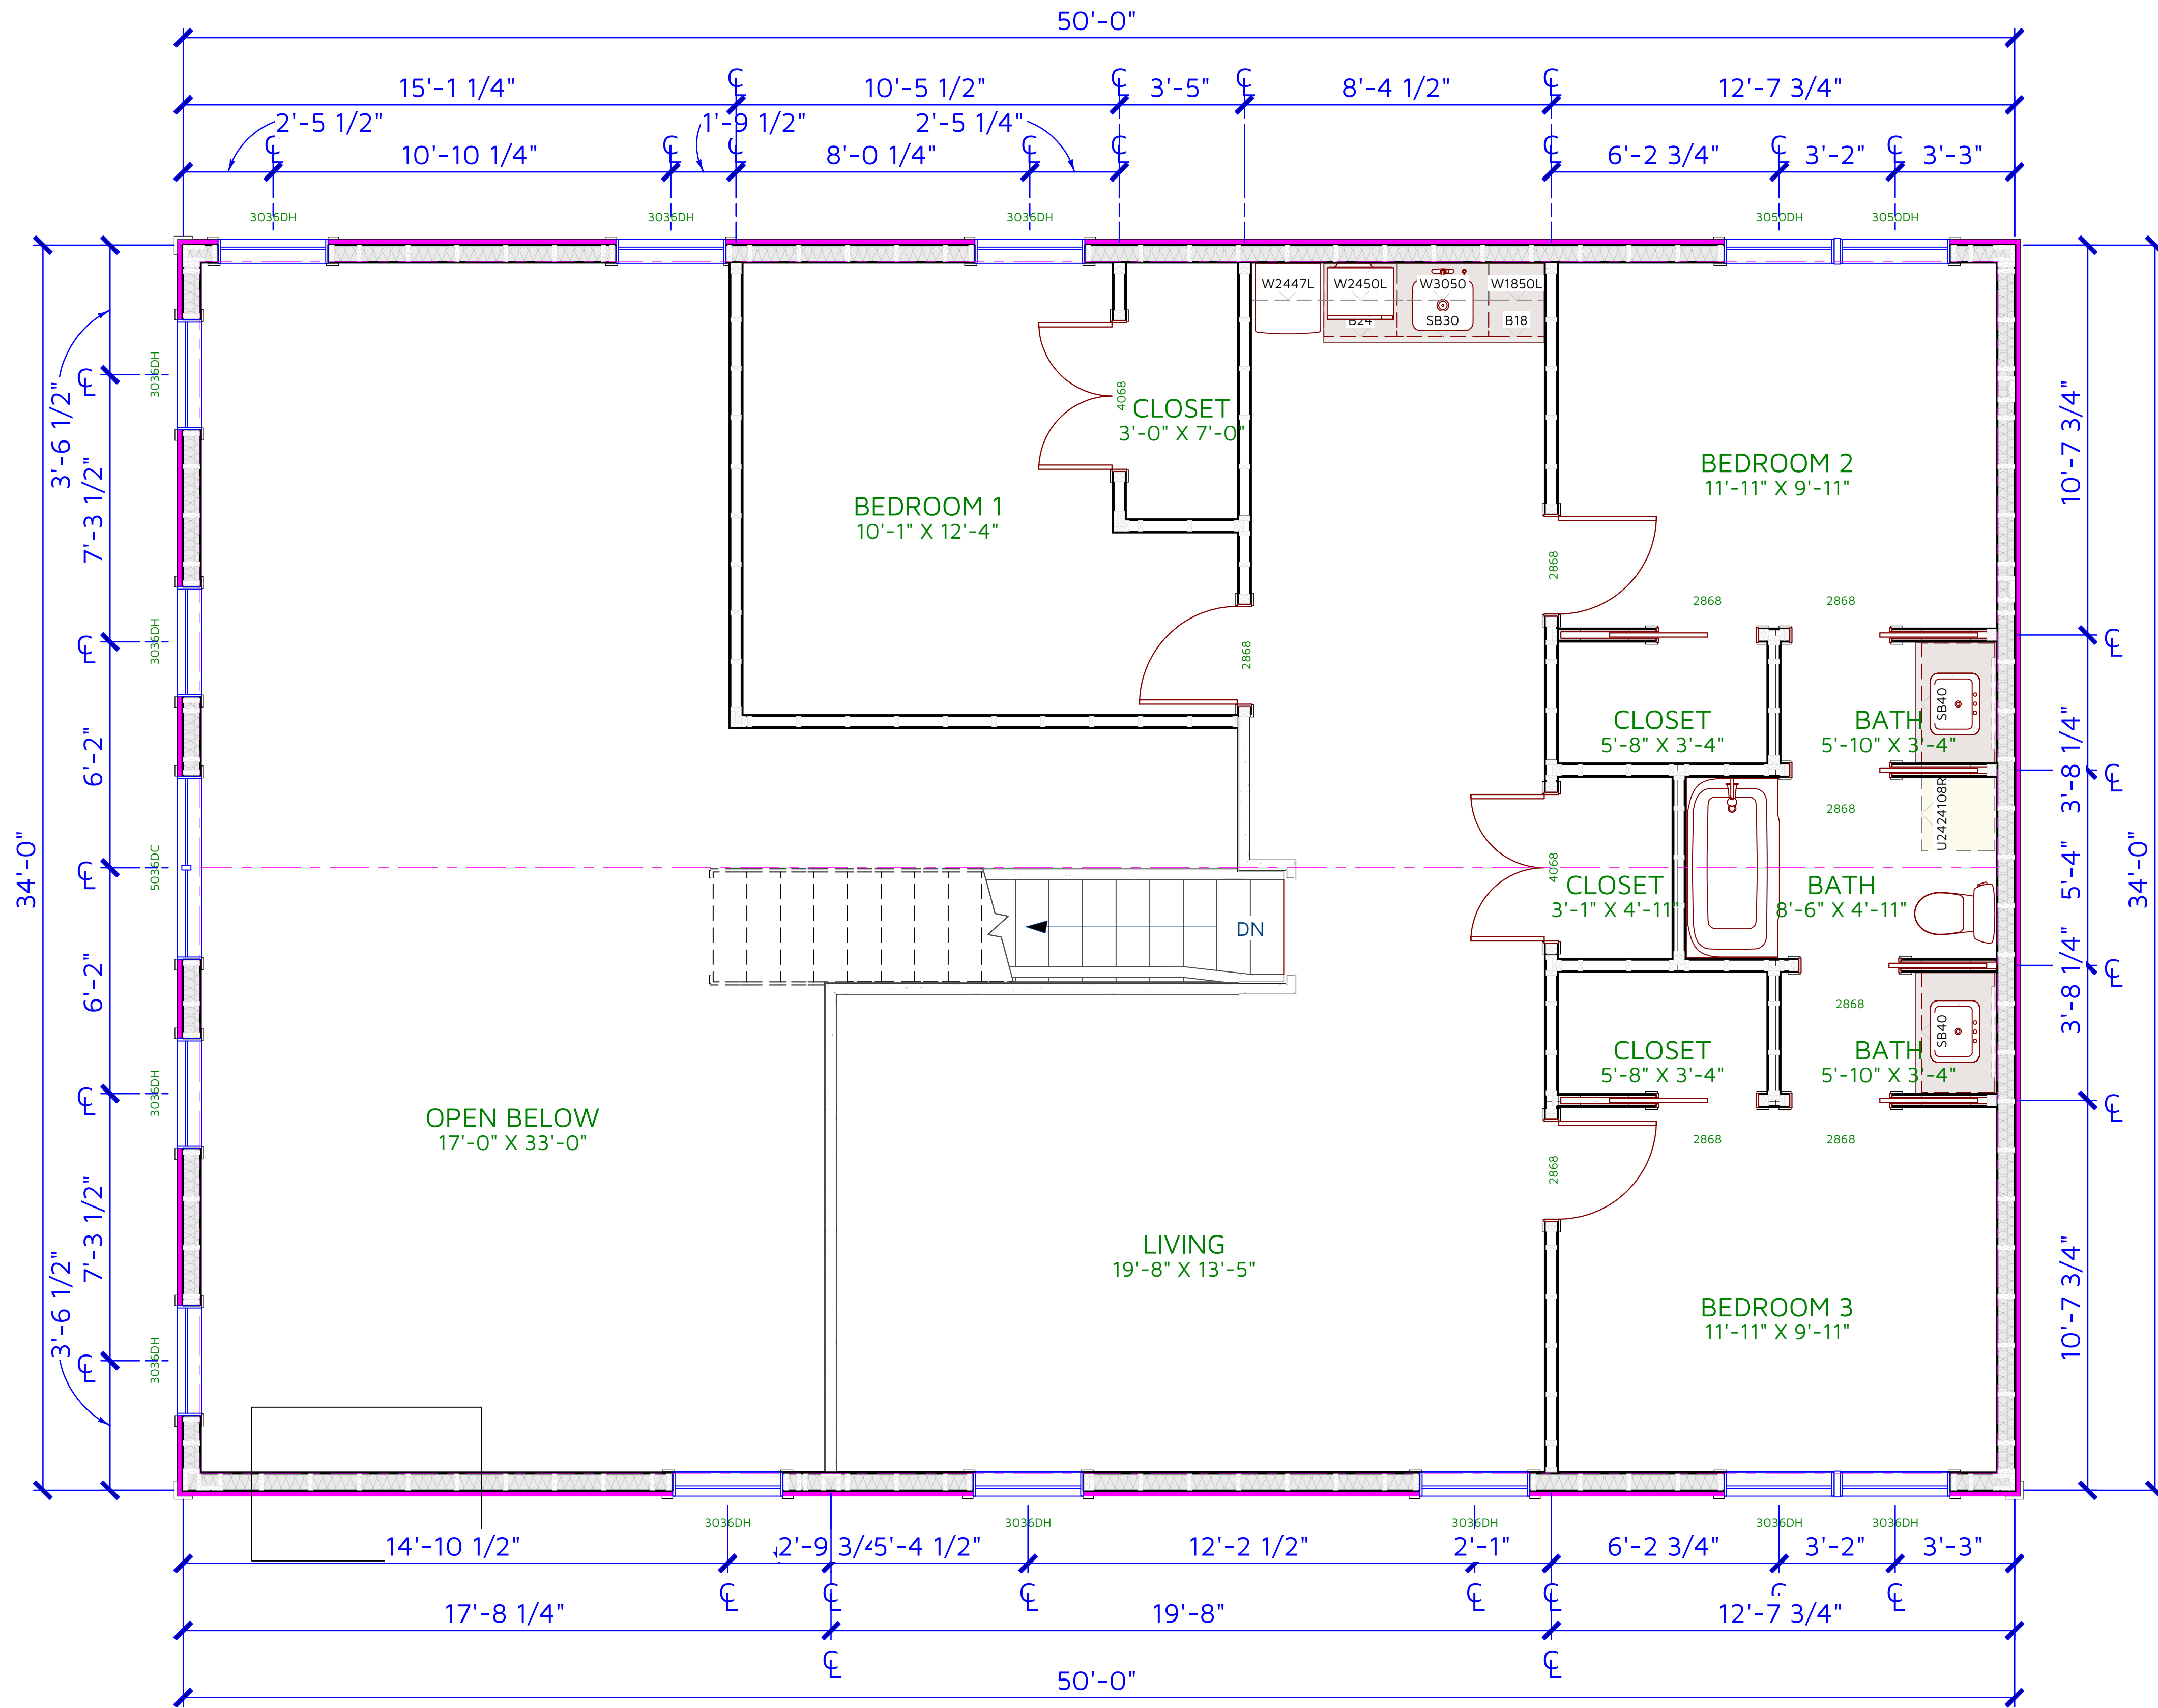 50'-0"
15'-1 1/4"
10'-5 1/2"
3'-5"
8'-4 1/2"
12'-7 3/4"
2'-5 1/2"
1'-9 1/2"
2'-5 1/4"
10'-10 1/4"
8'-0 1/4"
6'-2 3/4"
3'-2"
3'-3"
3036DH
3036DH
3036DH
3050DH
3050DH
W2447L
W2450L
W3050
W1850L
B24
SB30
B18
3036DH
3'-6 1/2"
7'-3 1/2"
4068
CLOSET
3'-0" X 7'-0"
BEDROOM 1
10'-1" X 12'-4"
BEDROOM 2
11'-11" X 9'-11"
10'-7 3/4"
2868
2868
2868
2868
3036DH
6'-2"
CLOSET
5'-8" X 3'-4"
BATH
5'-10" X 3'-4"
SB40
3'-8 1/4"
2868
U2424108R
34'-0"
5036DC
4068
CLOSET
3'-1" X 4'-11"
BATH
8'-6" X 4'-11"
5'-4"
34'-0"
DN
6'-2"
3'-8 1/4"
2868
SB40
CLOSET
5'-8" X 3'-4"
BATH
5'-10" X 3'-4"
3036DH
OPEN BELOW
17'-0" X 33'-0"
2868
2868
2868
7'-3 1/2"
LIVING
19'-8" X 13'-5"
BEDROOM 3
11'-11" X 9'-11"
10'-7 3/4"
3'-6 1/2"
3036DH
3036DH
3036DH
3036DH
3036DH
3036DH
14'-10 1/2"
2'-9 3/4
5'-4 1/2"
12'-2 1/2"
2'-1"
6'-2 3/4"
3'-2"
3'-3"
17'-8 1/4"
19'-8"
12'-7 3/4"
50'-0"